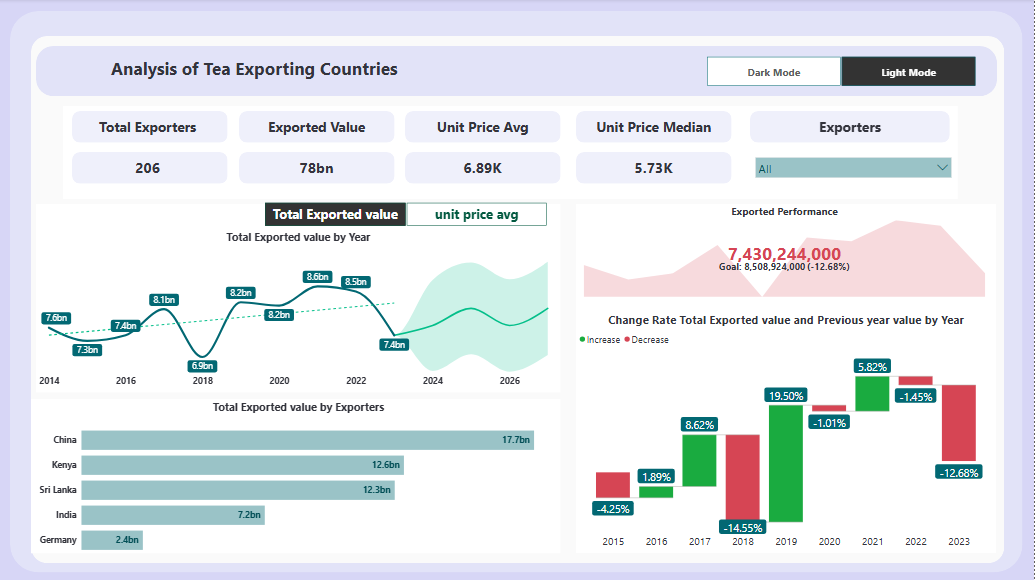 Analysis of Tea Exporting Countries
Dark Mode
Light Mode
Total Exporters
Exported Value
Unit Price Avg
Unit Price Median
Exporters
206
78bn
6.89K
5.73K
All
Total Exported value
unit price avg
Total Exported value by Year
7.6bn
7.3bn
7.4bn
8.1bn
6.9bn
8.2bn
8.2bn
8.6bn
8.5bn
7.4bn
2014
2016
2018
2020
2022
2024
2026
Total Exported value by Exporters
China
17.7bn
Kenya
12.6bn
Sri Lanka
12.3bn
India
7.2bn
Germany
2.4bn
Exported Performance
7,430,244,000
Goal: 8,508,924,000 (-12.68%)
Change Rate Total Exported value and Previous year value by Year
Increase
Decrease
-4.25%
1.89%
8.62%
-14.55%
19.50%
-1.01%
5.82%
-1.45%
-12.68%
2015
2016
2017
2018
2019
2020
2021
2022
2023